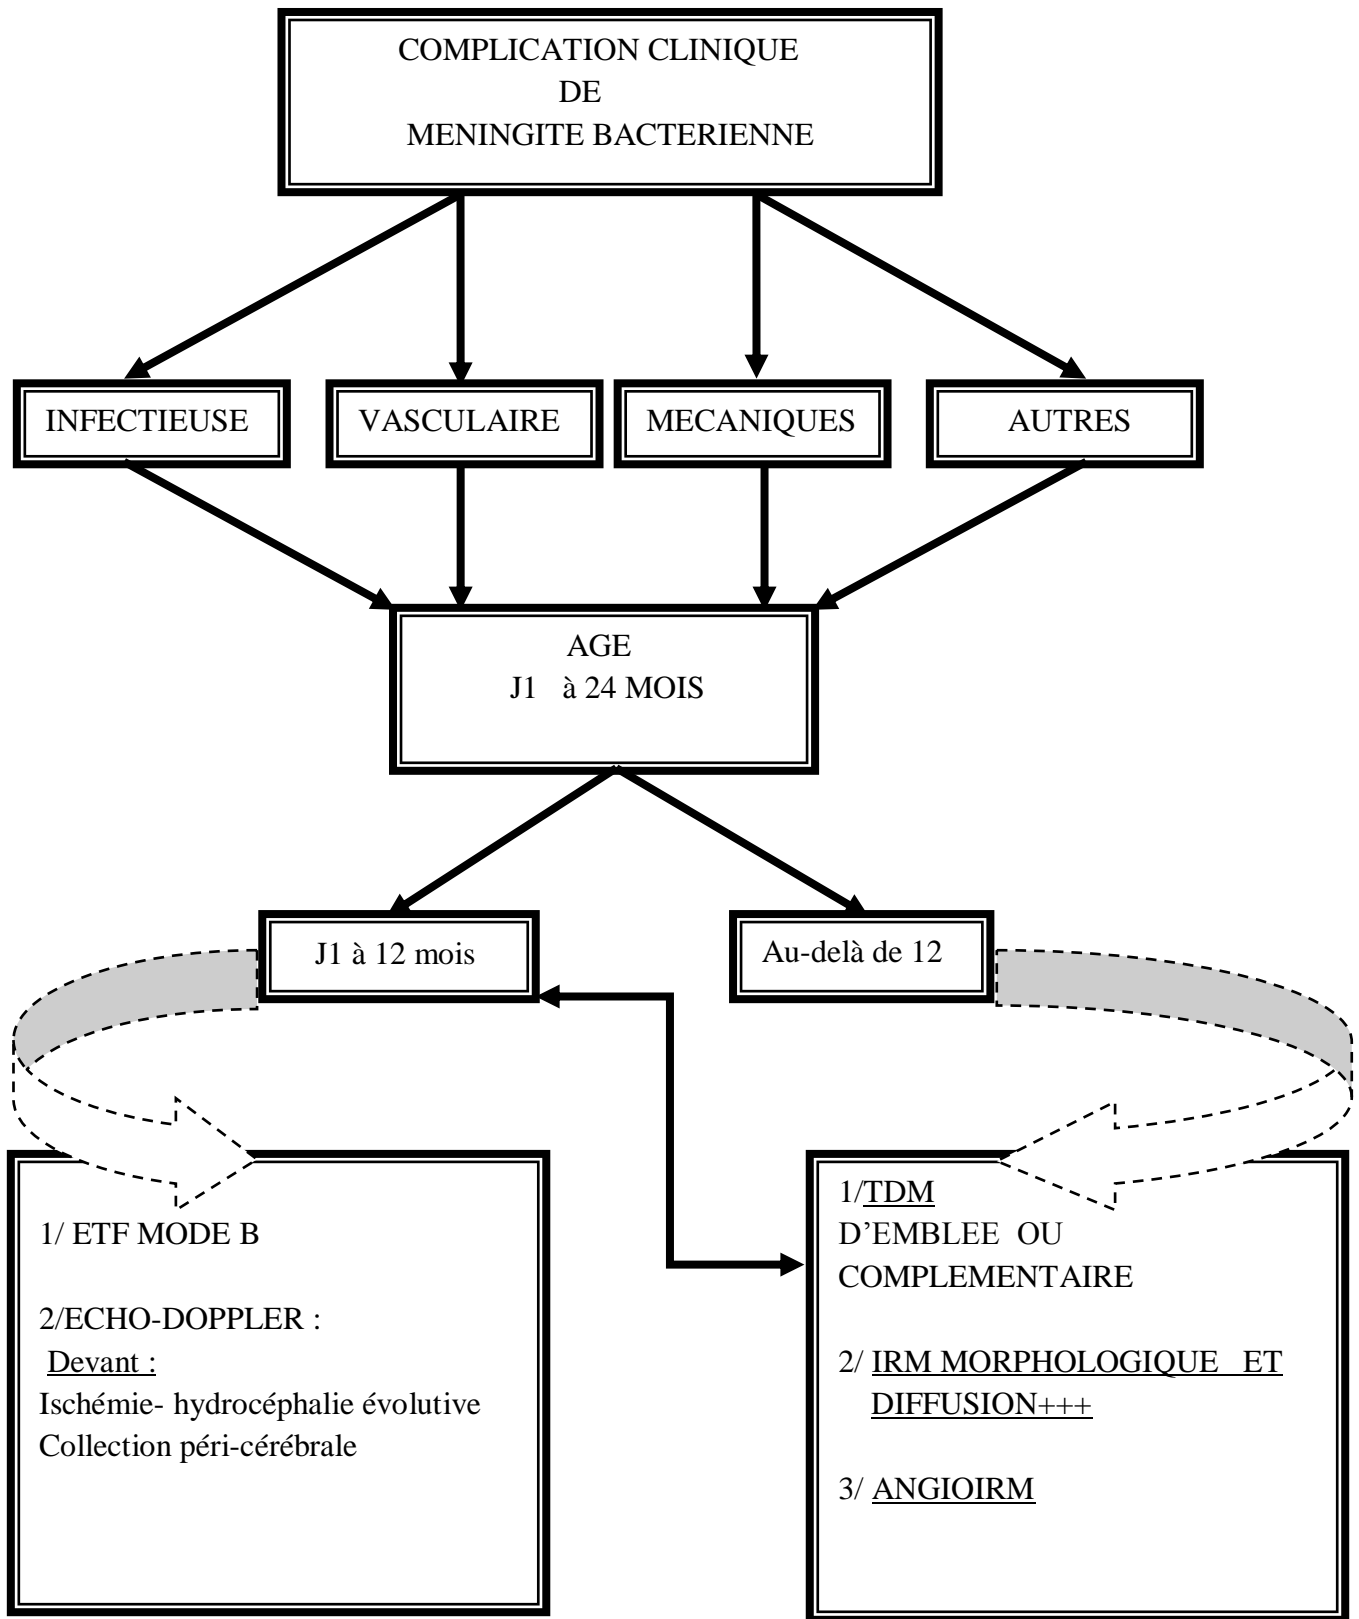 COMPLICATION CLINIQUE
DE
MENINGITE BACTERIENNE
INFECTIEUSE
VASCULAIRE
MECANIQUES
AUTRES
AGE
J1 à 24 MOIS
J1 à 12 mois
Au-delà de 12
1/ ETF MODE B
2/ECHO-DOPPLER :
Devant :
Ischémie- hydrocéphalie évolutive
Collection péri-cérébrale
1/TDM
D’EMBLEE OU
COMPLEMENTAIRE
2/ IRM MORPHOLOGIQUE ET
DIFFUSION+++
3/ ANGIOIRM